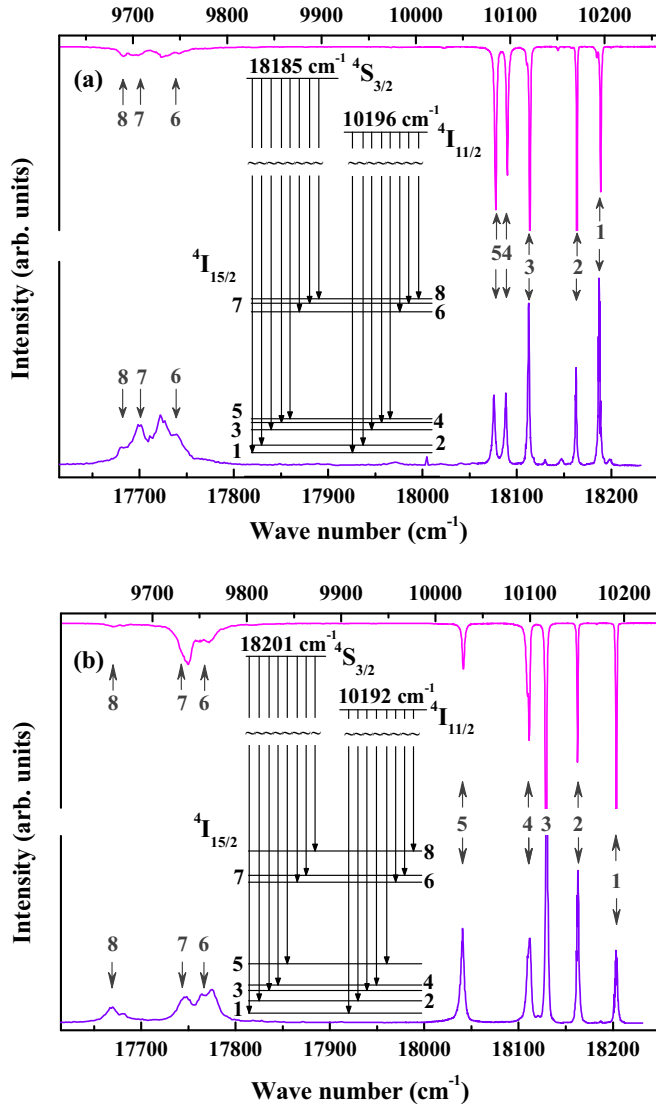 9700 9800 9900 10000 10100 10200
(a)
18185 cm⁻¹ ⁴S₃/₂
10196 cm⁻¹
⁴I₁₁/₂
8 7 6
1
5 4 3 2
⁴I₁₅/₂
7 8
6
5 4
3
2
1
8 7 6
Intensity (arb. units)
17700 17800 17900 18000 18100 18200
Wave number (cm⁻¹)
9700 9800 9900 10000 10100 10200
(b)
18201 cm⁻¹ ⁴S₃/₂
10192 cm⁻¹
⁴I₁₁/₂
8 7 6
5 4 3 2
1
⁴I₁₅/₂
8
7 6
5
4
3
2
1
8 7 6
Intensity (arb. units)
17700 17800 17900 18000 18100 18200
Wave number (cm⁻¹)